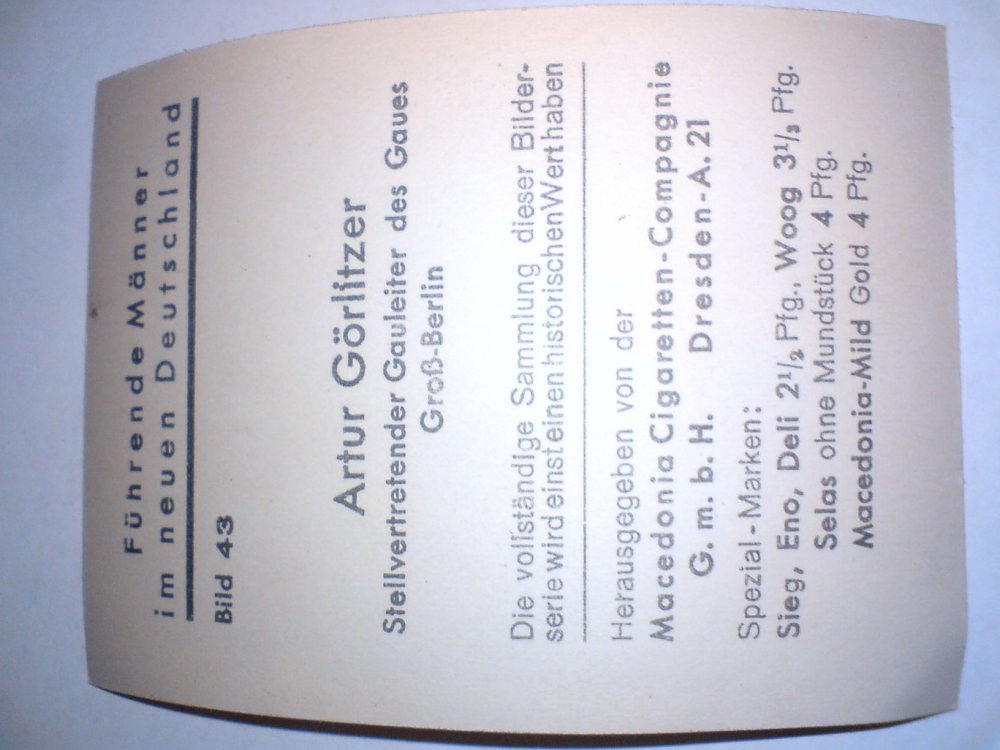 Führende Männer
im neuen Deutschland
Bild 43
Artur Görlitzer
Stellvertretender Gauleiter des Gaues
Groß-Berlin
Die vollständige Sammlung dieser Bilder-
serie wird einst einen historischen Wert haben
Herausgegeben von der
Macedonia Cigaretten-Compagnie
G. m. b. H. Dresden-A. 21
Spezial-Marken:
Sieg, Eno, Deli 2½ Pfg., Woog 3⅓ Pfg.
Selas ohne Mundstück 4 Pfg.
Macedonia-Mild Gold 4 Pfg.